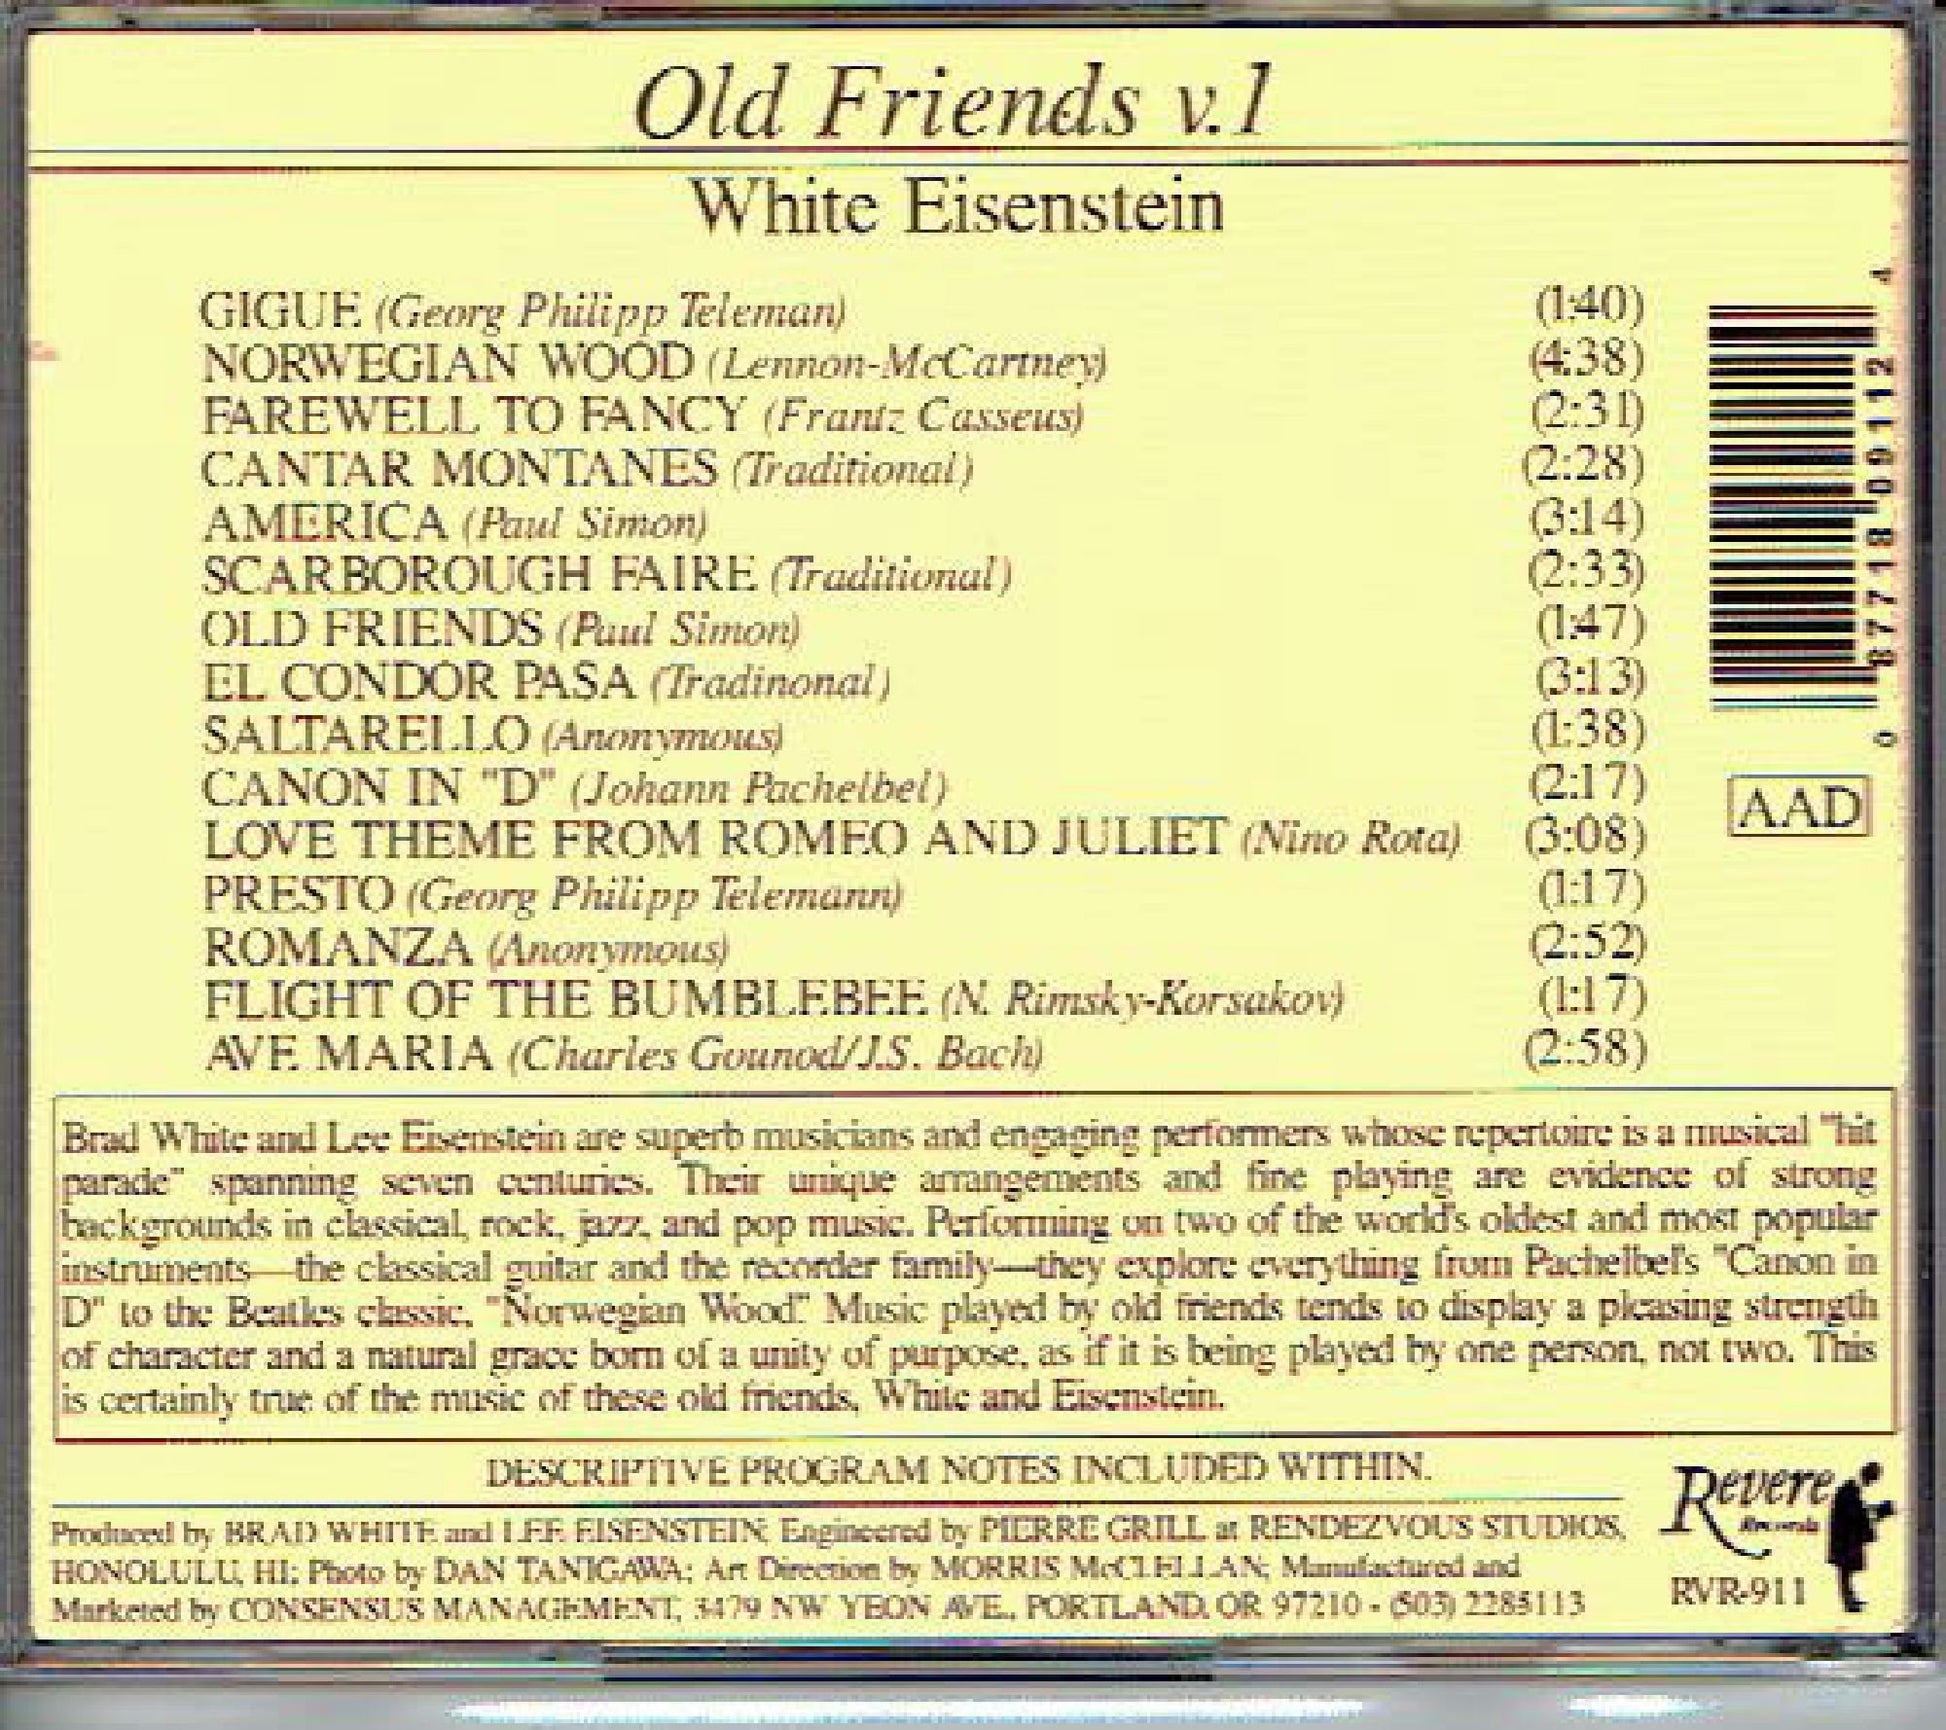 Old Friends v.1
White Eisenstein
GIGUE (Georg Philipp Teleman) (1:40)
NORWEGIAN WOOD (Lennon-McCartney) (4:38)
FAREWELL TO FANCY (Frantz Casseus) (2:31)
CANTAR MONTANES (Traditional) (2:28)
AMERICA (Paul Simon) (3:14)
SCARBOROUGH FAIRE (Traditional) (2:33)
OLD FRIENDS (Paul Simon) (1:47)
EL CONDOR PASA (Tradinonal) (3:13)
SALTARELLO (Anonymous) (1:38)
CANON IN "D" (Johann Pachelbel) (2:17)
LOVE THEME FROM ROMEO AND JULIET (Nino Rota) (3:08)
PRESTO (Georg Philipp Telemann) (1:17)
ROMANZA (Anonymous) (2:52)
FLIGHT OF THE BUMBLEBEE (N. Rimsky-Korsakov) (1:17)
AVE MARIA (Charles Gounod/J.S. Bach) (2:58)
0 87718 09112 4
AAD
Brad White and Lee Eisenstein are superb musicians and engaging performers whose repertoire is a musical "hit
parade" spanning seven centuries. Their unique arrangements and fine playing are evidence of strong
backgrounds in classical, rock, jazz, and pop music. Performing on two of the world's oldest and most popular
instruments—the classical guitar and the recorder family—they explore everything from Pachelbel's "Canon in
D" to the Beatles classic, "Norwegian Wood." Music played by old friends tends to display a pleasing strength
of character and a natural grace born of a unity of purpose, as if it is being played by one person, not two. This
is certainly true of the music of these old friends, White and Eisenstein.
DESCRIPTIVE PROGRAM NOTES INCLUDED WITHIN.
Produced by BRAD WHITE and LEE EISENSTEIN; Engineered by PIERRE GRILL at RENDEZVOUS STUDIOS,
HONOLULU, HI; Photo by DAN TANIGAWA; Art Direction by MORRIS McCLELLAN; Manufactured and
Marketed by CONSENSUS MANAGEMENT, 3479 NW YEON AVE., PORTLAND, OR 97210 - (503) 2285113
Revere
Records
RVR-911